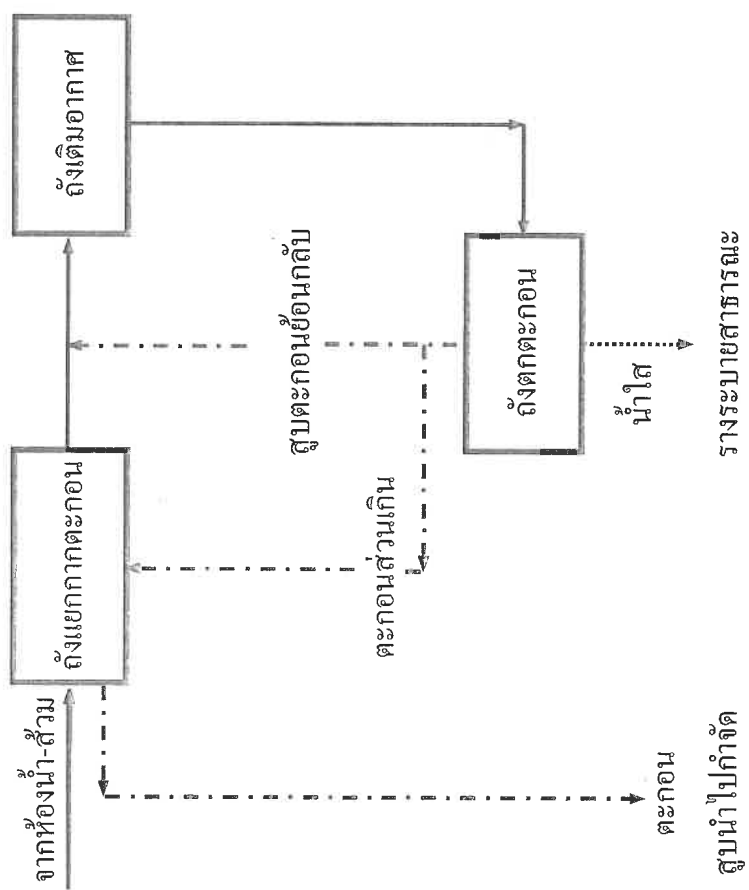 จากห้องน้ำ-ส้วม
ถังแยกกากตะกอน
ถังเติมอากาศ
สูบตะกอนย้อนกลับ
ตะกอนส่วนเกิน
ถังตกตะกอน
น้ำใส
ตะกอน
สูบนำไปกำจัด
รางระบายสาธารณะ